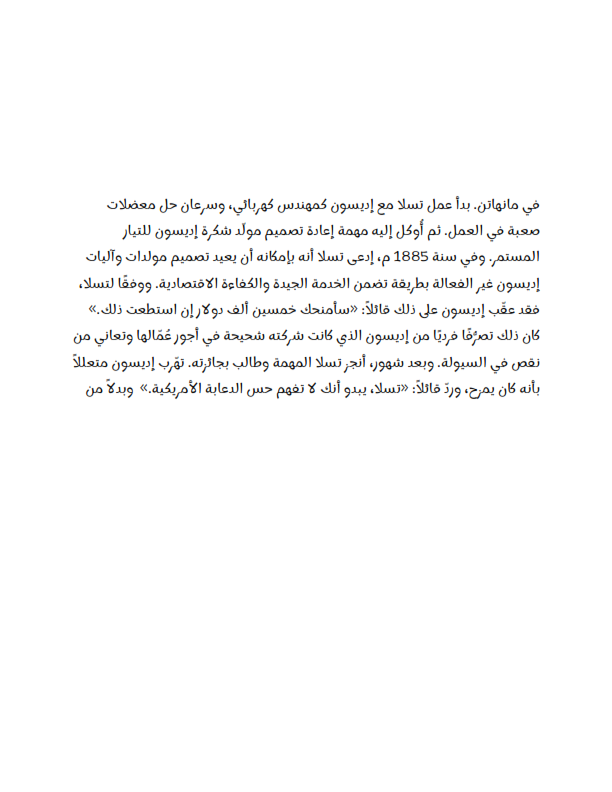 في مانهاتن. بدأ عمل تسلا مع إديسون كمهندس كهربائي، وسرعان حل معضلات
صعبة في العمل. ثم أُوكل إليه مهمة إعادة تصميم مولّد شكرة إديسون للتيار
المستمر. وفي سنة 1885 م، إدعى تسلا أنه بإمكانه أن يعيد تصميم مولدات وآليات
إديسون غير الفعالة بطريقة تضمن الخدمة الجيدة والكفاءة الاقتصادية. ووفقًا لتسلا،
فقد عقّب إديسون على ذلك قائلاً: «سأمنحك خمسين ألف دولار إن استطعت ذلك.»
كان ذلك تصرُّفًا فرديًا من إديسون الذي كانت شركته شحيحة في أجور عُمّالها وتعاني من
نقص في السيولة. وبعد شهور، أنجز تسلا المهمة وطالب بجائزته. تهّرب إديسون متعللاً
بأنه كان يمزح، وردّ قائلاً: «تسلا، يبدو أنك لا تفهم حس الدعابة الأمريكية.» وبدلاً من